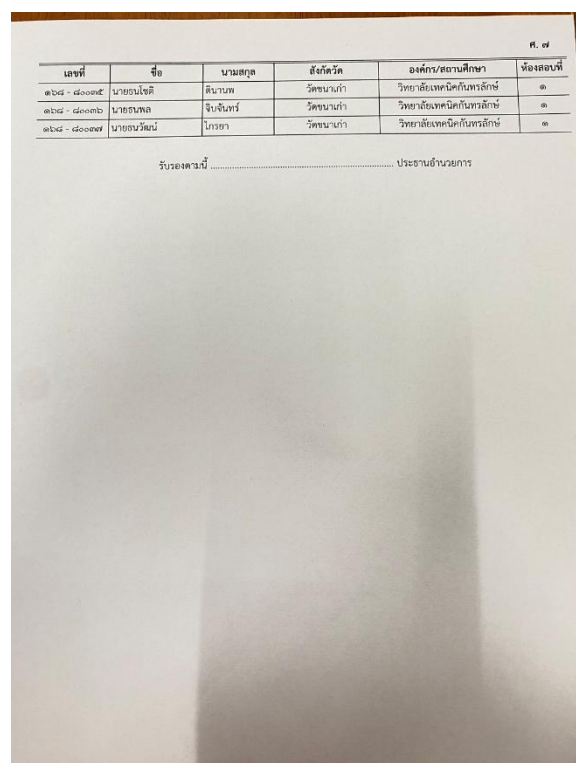 ศ. ๗
เลขที่ ชื่อ นามสกุล สังกัดวัด องค์กร/สถานศึกษา ห้องสอบที่
๑๖๘ - ๘๐๐๓๕ นายธนโชติ ดีนานพ วัดขนาเก่า วิทยาลัยเทคนิคกันทรลักษ์ ๑
๑๖๘ - ๘๐๐๓๖ นายธนพล จิบจันทร์ วัดขนาเก่า วิทยาลัยเทคนิคกันทรลักษ์ ๑
๑๖๘ - ๘๐๐๓๗ นายธนวัฒน์ ไกรยา วัดขนาเก่า วิทยาลัยเทคนิคกันทรลักษ์ ๑
รับรองตามนี้ ........................................................................ ประธานอำนวยการ